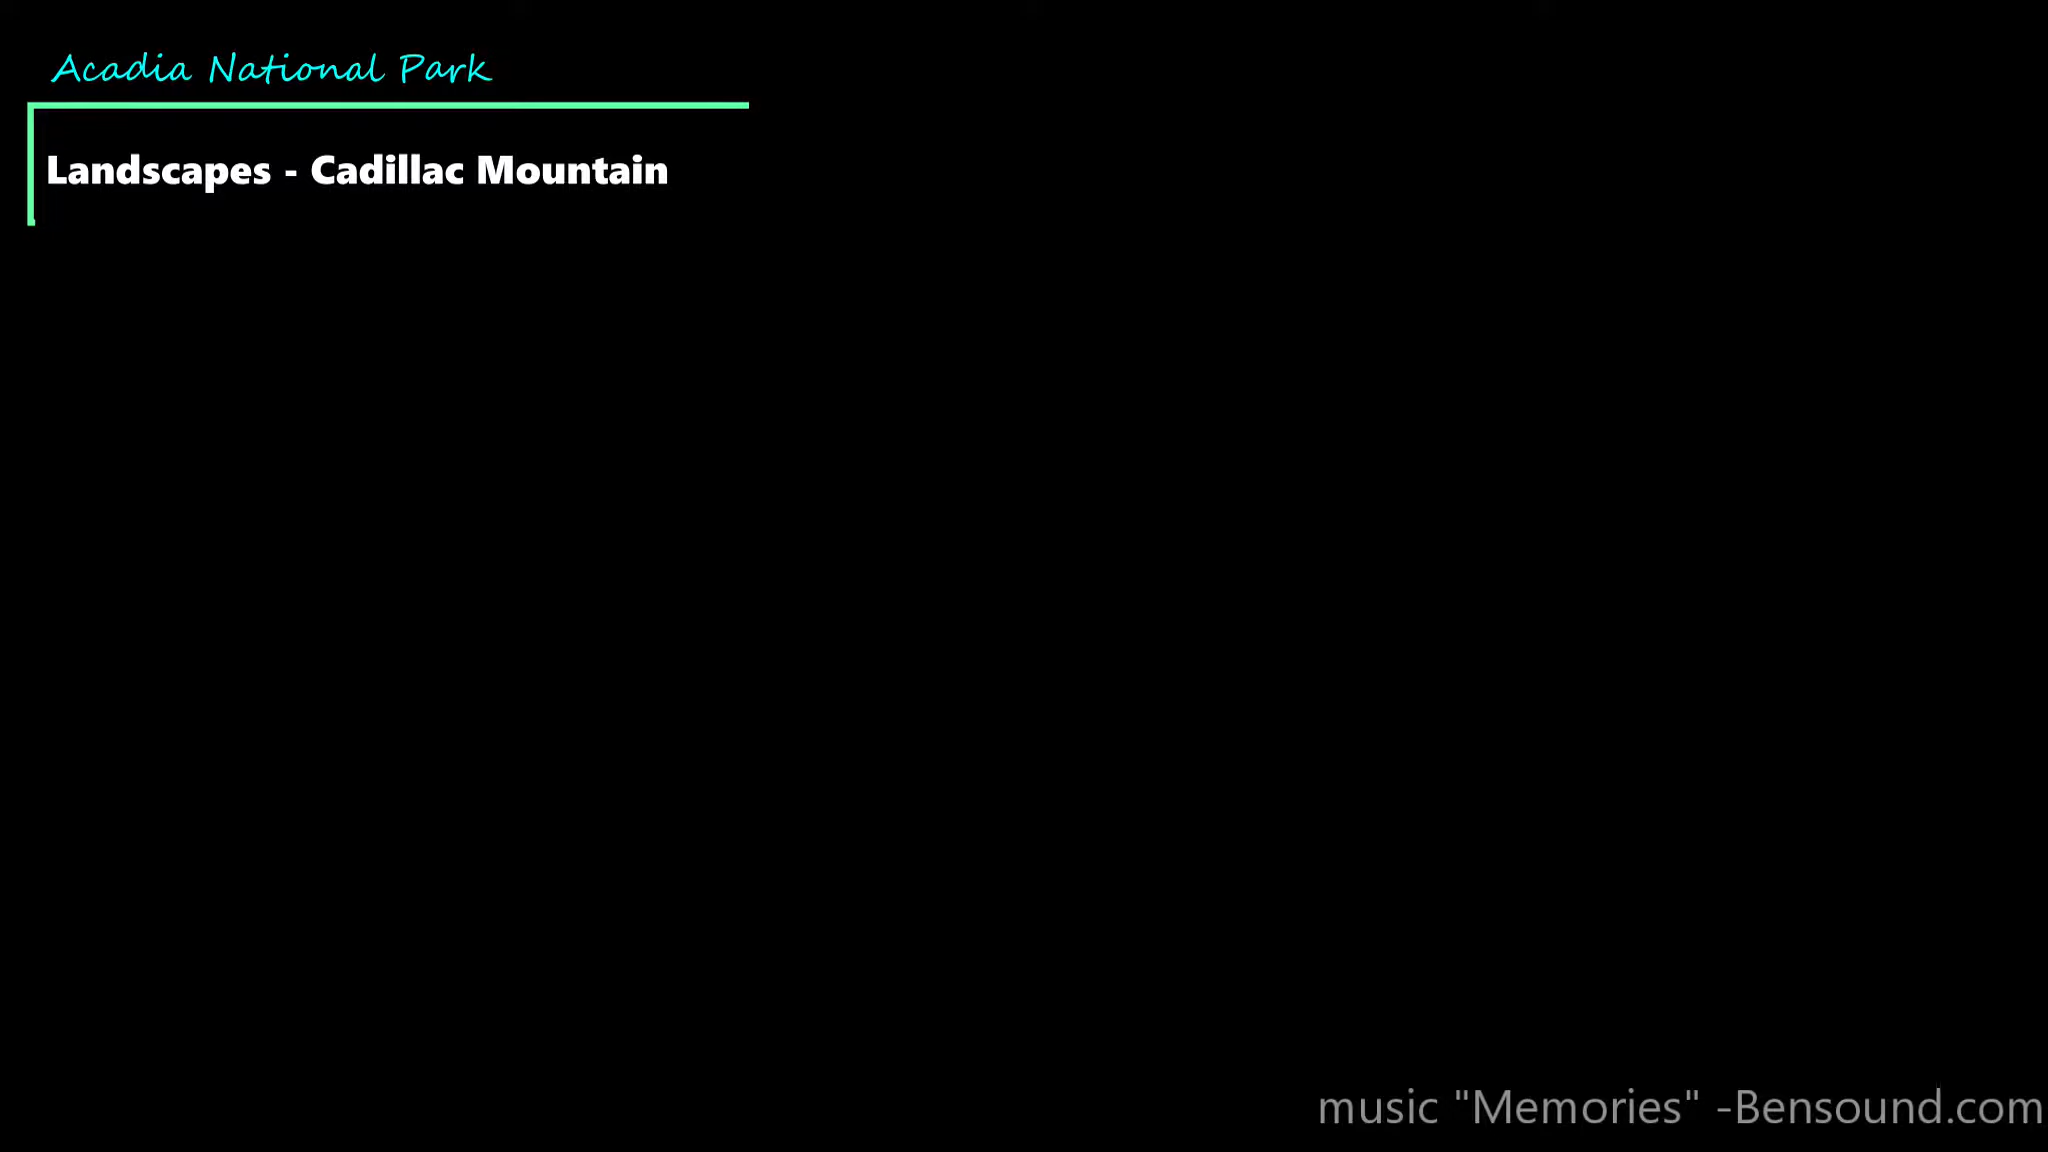 Acadia National Park
Landscapes - Cadillac Mountain
music "Memories" -Bensound.com